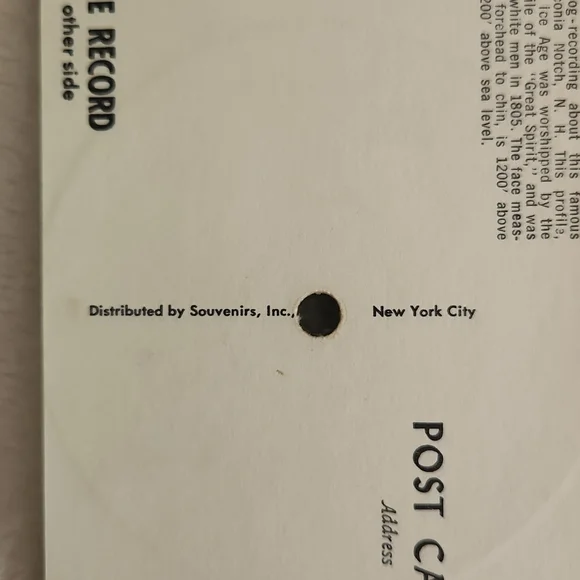 E RECORD
other side
og-recording about this famous
conia Notch, N. H. This profile,
Ice Age was worshipped by the
ile of the "Great Spirit," and was
white men in 1805. The face meas-
forehead to chin, is 1200' above
200' above sea level.
Distributed by Souvenirs, Inc., New York City
POST CA
Address